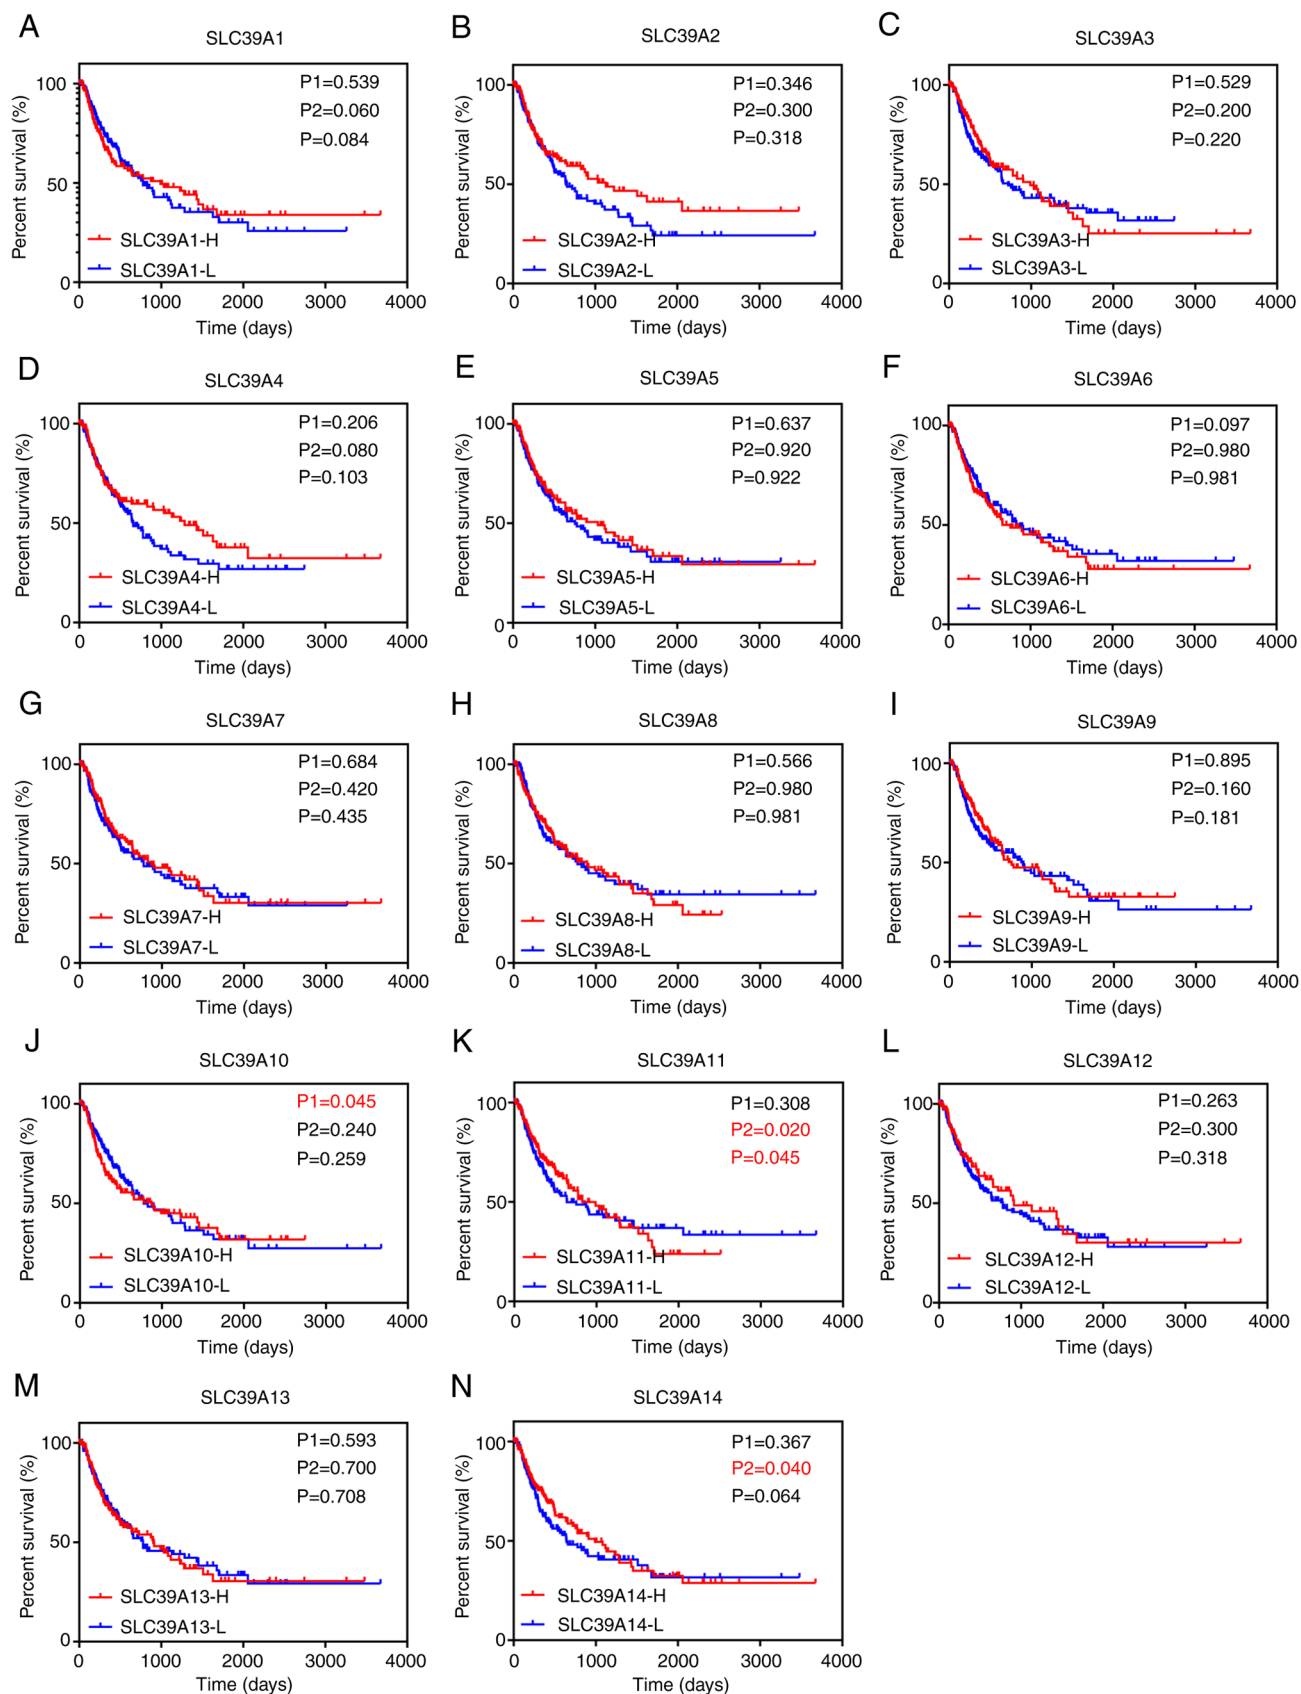 A
SLC39A1
Percent survival (%)
100
50
0
P1=0.539
P2=0.060
P=0.084
SLC39A1-H
SLC39A1-L
0 1000 2000 3000 4000
Time (days)
B
SLC39A2
Percent survival (%)
100
50
0
P1=0.346
P2=0.300
P=0.318
SLC39A2-H
SLC39A2-L
0 1000 2000 3000 4000
Time (days)
C
SLC39A3
Percent survival (%)
100
50
0
P1=0.529
P2=0.200
P=0.220
SLC39A3-H
SLC39A3-L
0 1000 2000 3000 4000
Time (days)
D
SLC39A4
Percent survival (%)
100
50
0
P1=0.206
P2=0.080
P=0.103
SLC39A4-H
SLC39A4-L
0 1000 2000 3000 4000
Time (days)
E
SLC39A5
Percent survival (%)
100
50
0
P1=0.637
P2=0.920
P=0.922
SLC39A5-H
SLC39A5-L
0 1000 2000 3000 4000
Time (days)
F
SLC39A6
Percent survival (%)
100
50
0
P1=0.097
P2=0.980
P=0.981
SLC39A6-H
SLC39A6-L
0 1000 2000 3000 4000
Time (days)
G
SLC39A7
Percent survival (%)
100
50
0
P1=0.684
P2=0.420
P=0.435
SLC39A7-H
SLC39A7-L
0 1000 2000 3000 4000
Time (days)
H
SLC39A8
Percent survival (%)
100
50
0
P1=0.566
P2=0.980
P=0.981
SLC39A8-H
SLC39A8-L
0 1000 2000 3000 4000
Time (days)
I
SLC39A9
Percent survival (%)
100
50
0
P1=0.895
P2=0.160
P=0.181
SLC39A9-H
SLC39A9-L
0 1000 2000 3000 4000
Time (days)
J
SLC39A10
Percent survival (%)
100
50
0
P1=0.045
P2=0.240
P=0.259
SLC39A10-H
SLC39A10-L
0 1000 2000 3000 4000
Time (days)
K
SLC39A11
Percent survival (%)
100
50
0
P1=0.308
P2=0.020
P=0.045
SLC39A11-H
SLC39A11-L
0 1000 2000 3000 4000
Time (days)
L
SLC39A12
Percent survival (%)
100
50
0
P1=0.263
P2=0.300
P=0.318
SLC39A12-H
SLC39A12-L
0 1000 2000 3000 4000
Time (days)
M
SLC39A13
Percent survival (%)
100
50
0
P1=0.593
P2=0.700
P=0.708
SLC39A13-H
SLC39A13-L
0 1000 2000 3000 4000
Time (days)
N
SLC39A14
Percent survival (%)
100
50
0
P1=0.367
P2=0.040
P=0.064
SLC39A14-H
SLC39A14-L
0 1000 2000 3000 4000
Time (days)